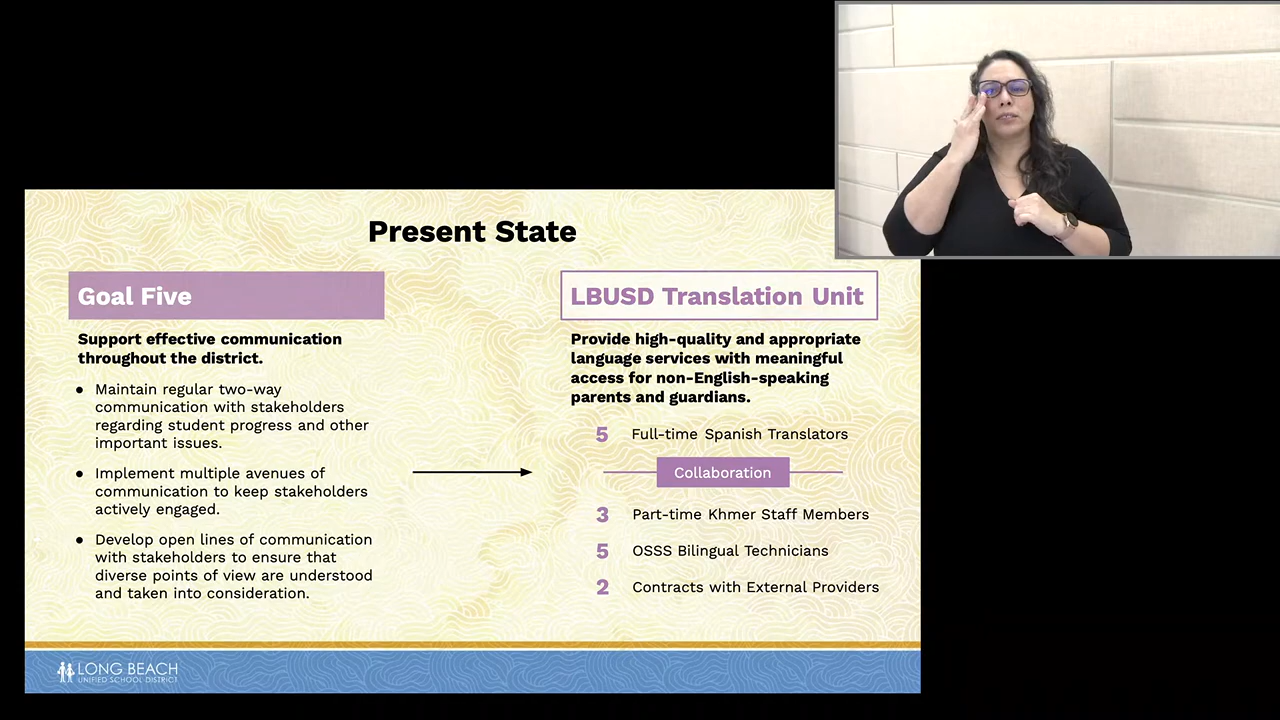 Present State
Goal Five
Support effective communication
throughout the district.
● Maintain regular two-way
communication with stakeholders
regarding student progress and other
important issues.
● Implement multiple avenues of
communication to keep stakeholders
actively engaged.
● Develop open lines of communication
with stakeholders to ensure that
diverse points of view are understood
and taken into consideration.
LBUSD Translation Unit
Provide high-quality and appropriate
language services with meaningful
access for non-English-speaking
parents and guardians.
5 Full-time Spanish Translators
Collaboration
3 Part-time Khmer Staff Members
5 OSSS Bilingual Technicians
2 Contracts with External Providers
LONG BEACH
UNIFIED SCHOOL DISTRICT